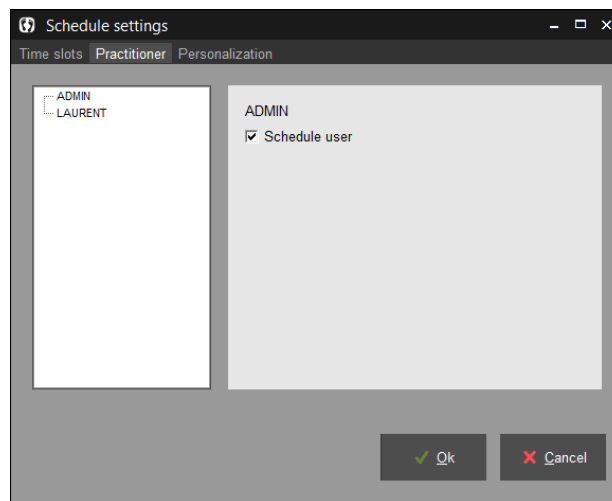 Schedule settings
Time slots Practitioner Personalization
ADMIN
LAURENT
ADMIN
Schedule user
Ok Cancel